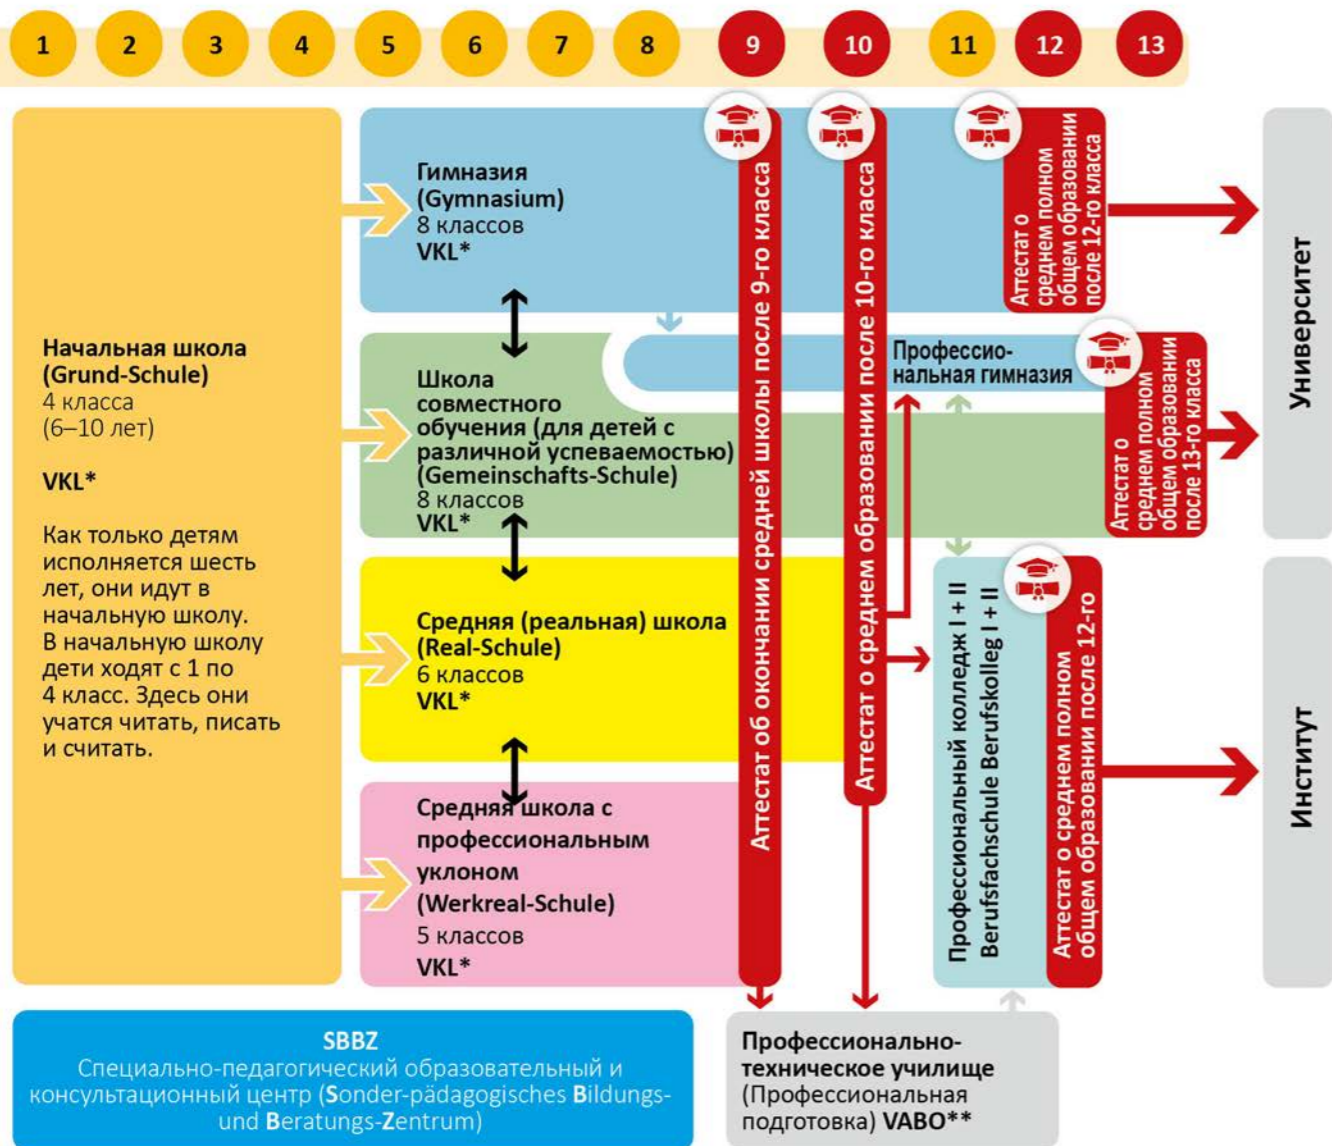 1 2 3 4 5 6 7 8 9 10 11 12 13
Начальная школа
(Grund-Schule)
4 класса
(6–10 лет)
VKL*
Как только детям
исполняется шесть
лет, они идут в
начальную школу.
В начальную школу
дети ходят с 1 по
4 класс. Здесь они
учатся читать, писать
и считать.
Гимназия
(Gymnasium)
8 классов
VKL*
Школа
совместного
обучения (для детей с
различной успеваемостью)
(Gemeinschafts-Schule)
8 классов
VKL*
Средняя (реальная) школа
(Real-Schule)
6 классов
VKL*
Средняя школа с
профессиональным
уклоном
(Werkreal-Schule)
5 классов
VKL*
Аттестат об окончании средней школы после 9-го класса
Аттестат о среднем образовании после 10-го класса
Аттестат о
среднем полном
общем образовании
после 12-го класса
Профессио-
нальная гимназия
Аттестат о
среднем полном
общем образовании
после 13-го класса
Профессиональный колледж I + II
Berufsfachschule Berufskolleg I + II
Аттестат о среднем полном
общем образовании после 12-го
Университет
Институт
SBBZ
Специально-педагогический образовательный и
консультационный центр (Sonder-pädagogisches Bildungs-
und Beratungs-Zentrum)
Профессионально-
техническое училище
(Профессиональная
подготовка) VABO**